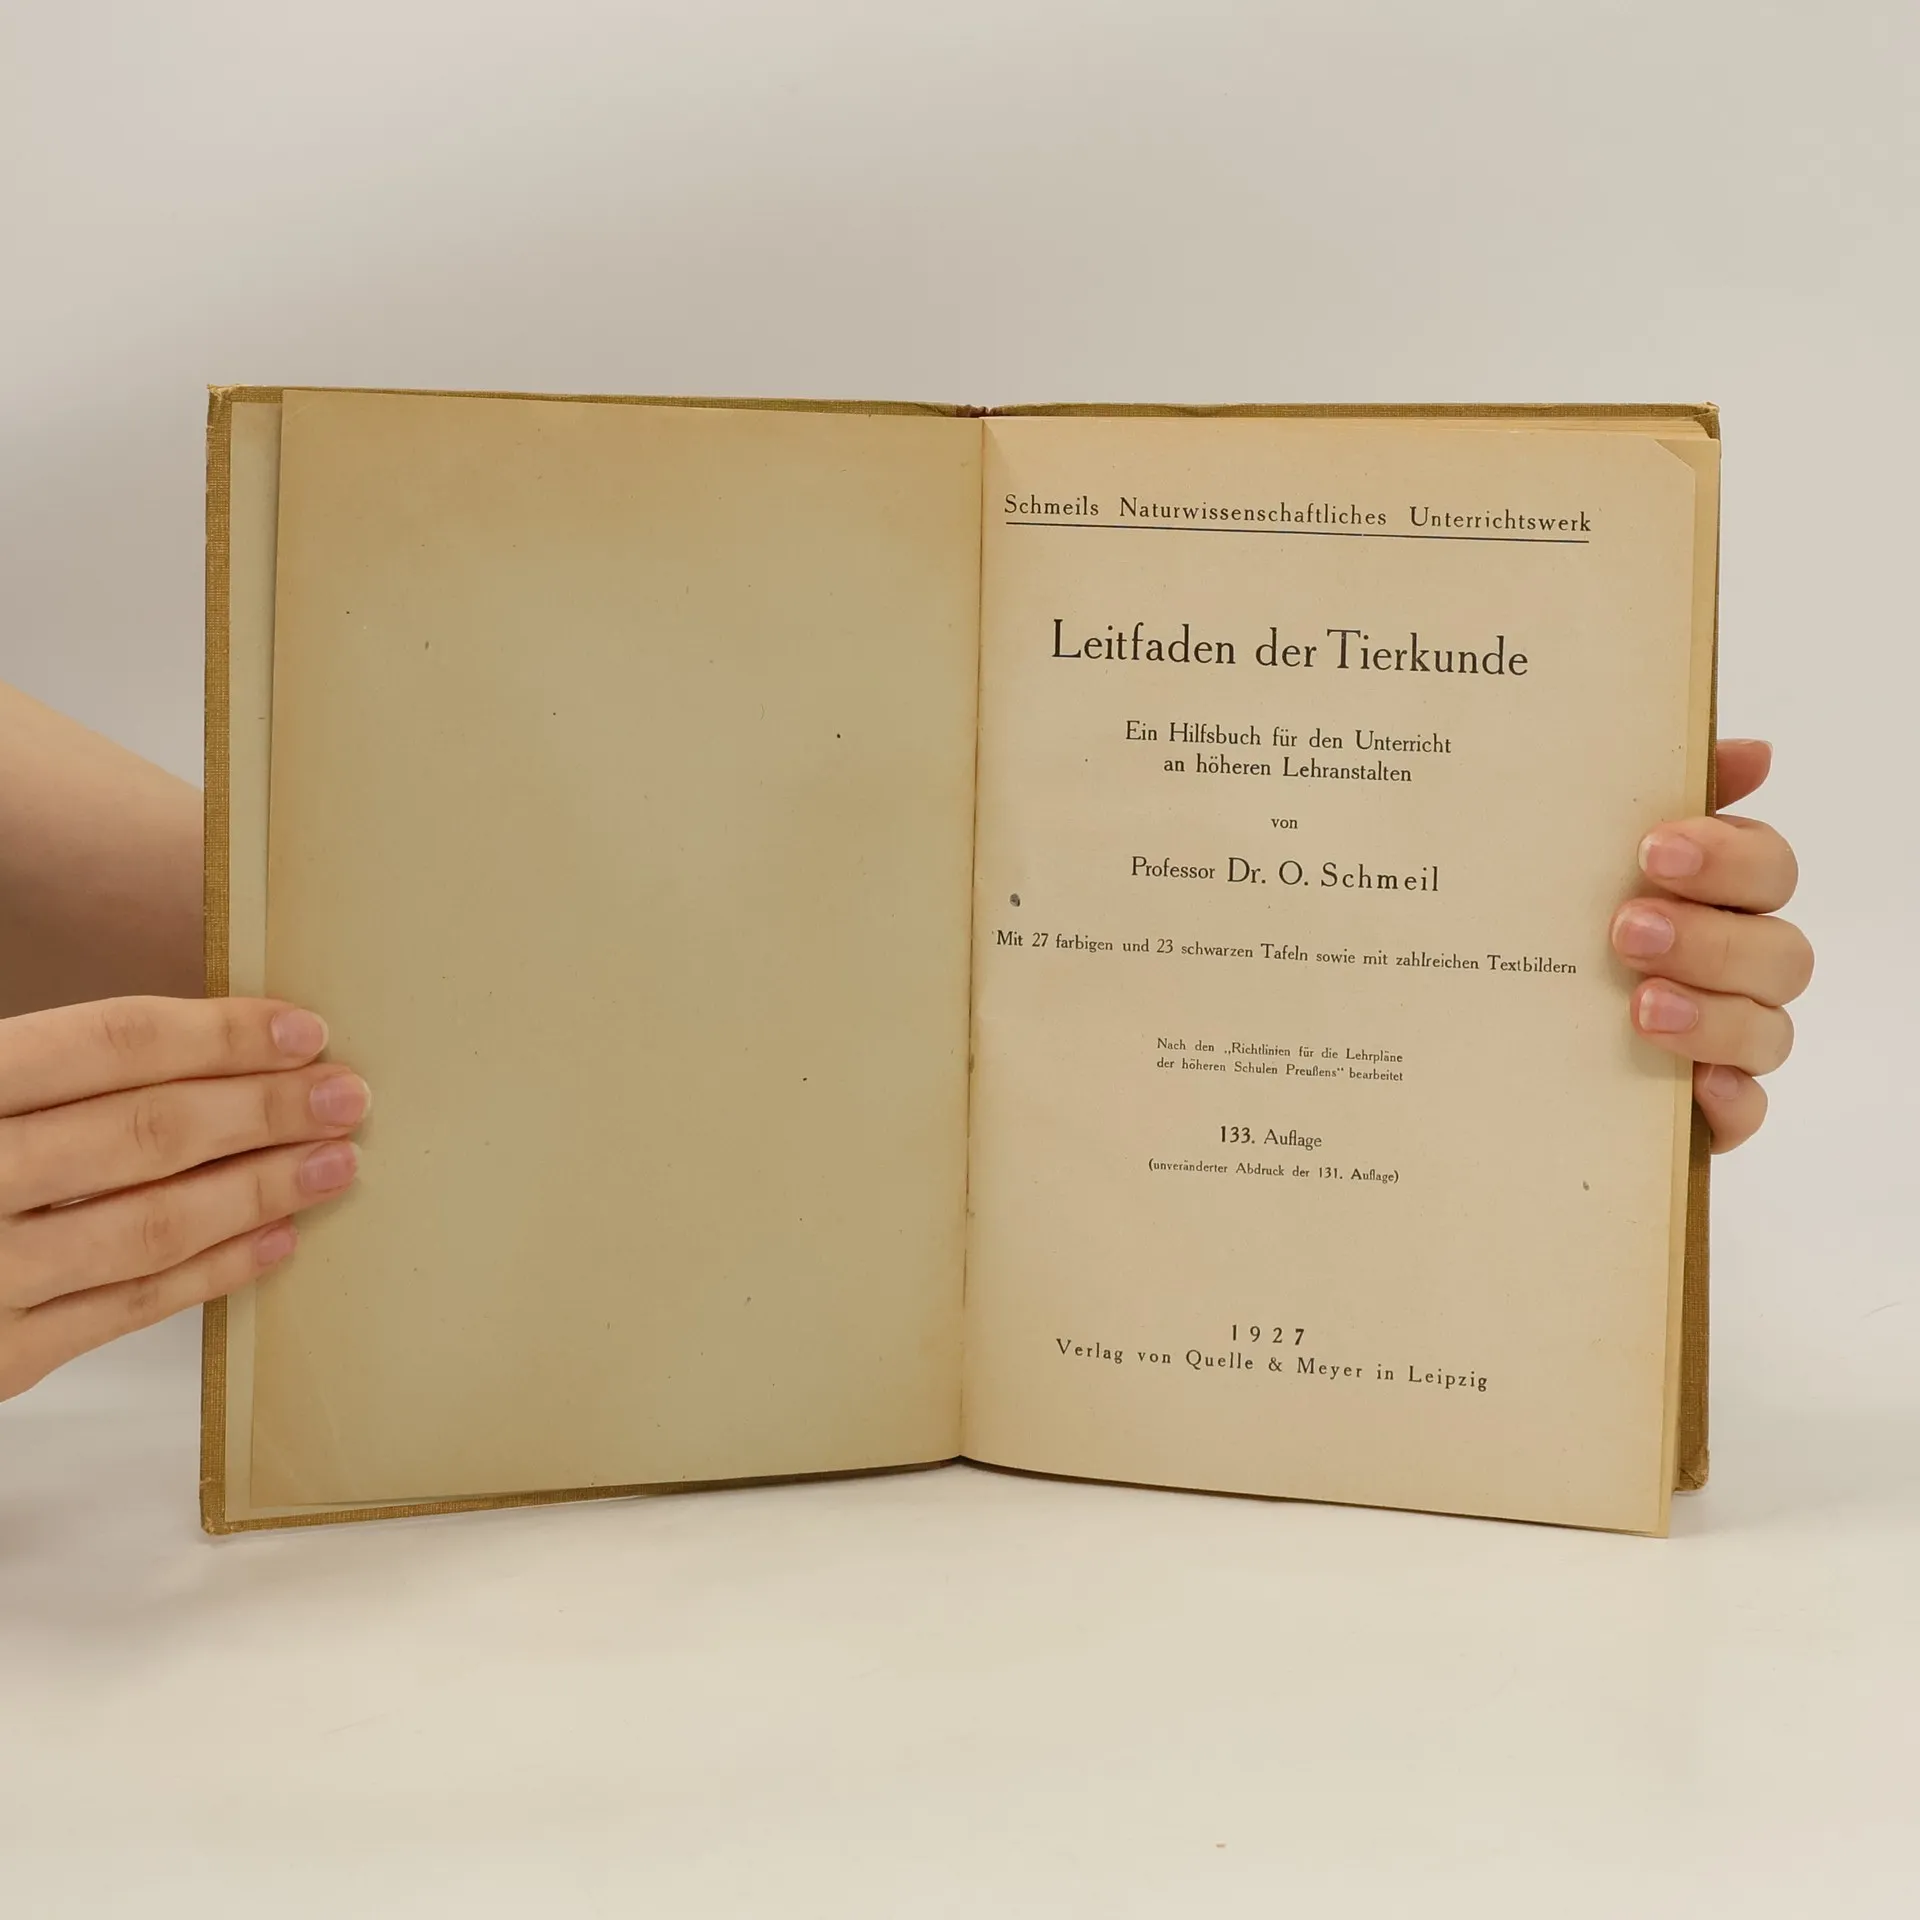 Schmeils Naturwissenschaftliches Unterrichtswerk
Leitfaden der Tierkunde
Ein Hilfsbuch für den Unterricht
an höheren Lehranstalten
von
Professor Dr. O. Schmeil
Mit 27 farbigen und 23 schwarzen Tafeln sowie mit zahlreichen Textbildern
Nach den „Richtlinien für die Lehrpläne
der höheren Schulen Preußens" bearbeitet
133. Auflage
(unveränderter Abdruck der 131. Auflage)
1927
Verlag von Quelle & Meyer in Leipzig